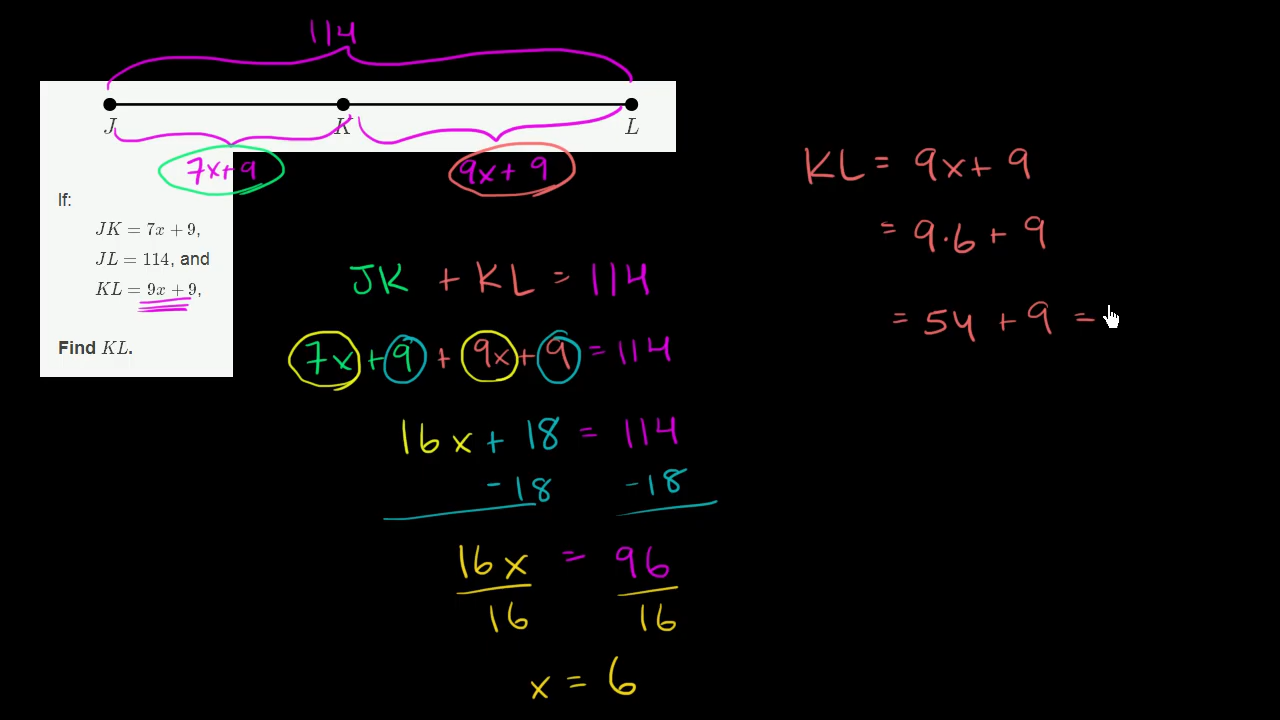 114
J K L
7x+9 9x+9
If:
JK = 7x + 9,
JL = 114, and
KL = 9x + 9,
Find KL.
JK + KL = 114
7x + 9 + 9x + 9 = 114
16x + 18 = 114
-18 -18
16x = 96
16 16
x = 6
KL = 9x + 9
= 9·6 + 9
= 54 + 9 =